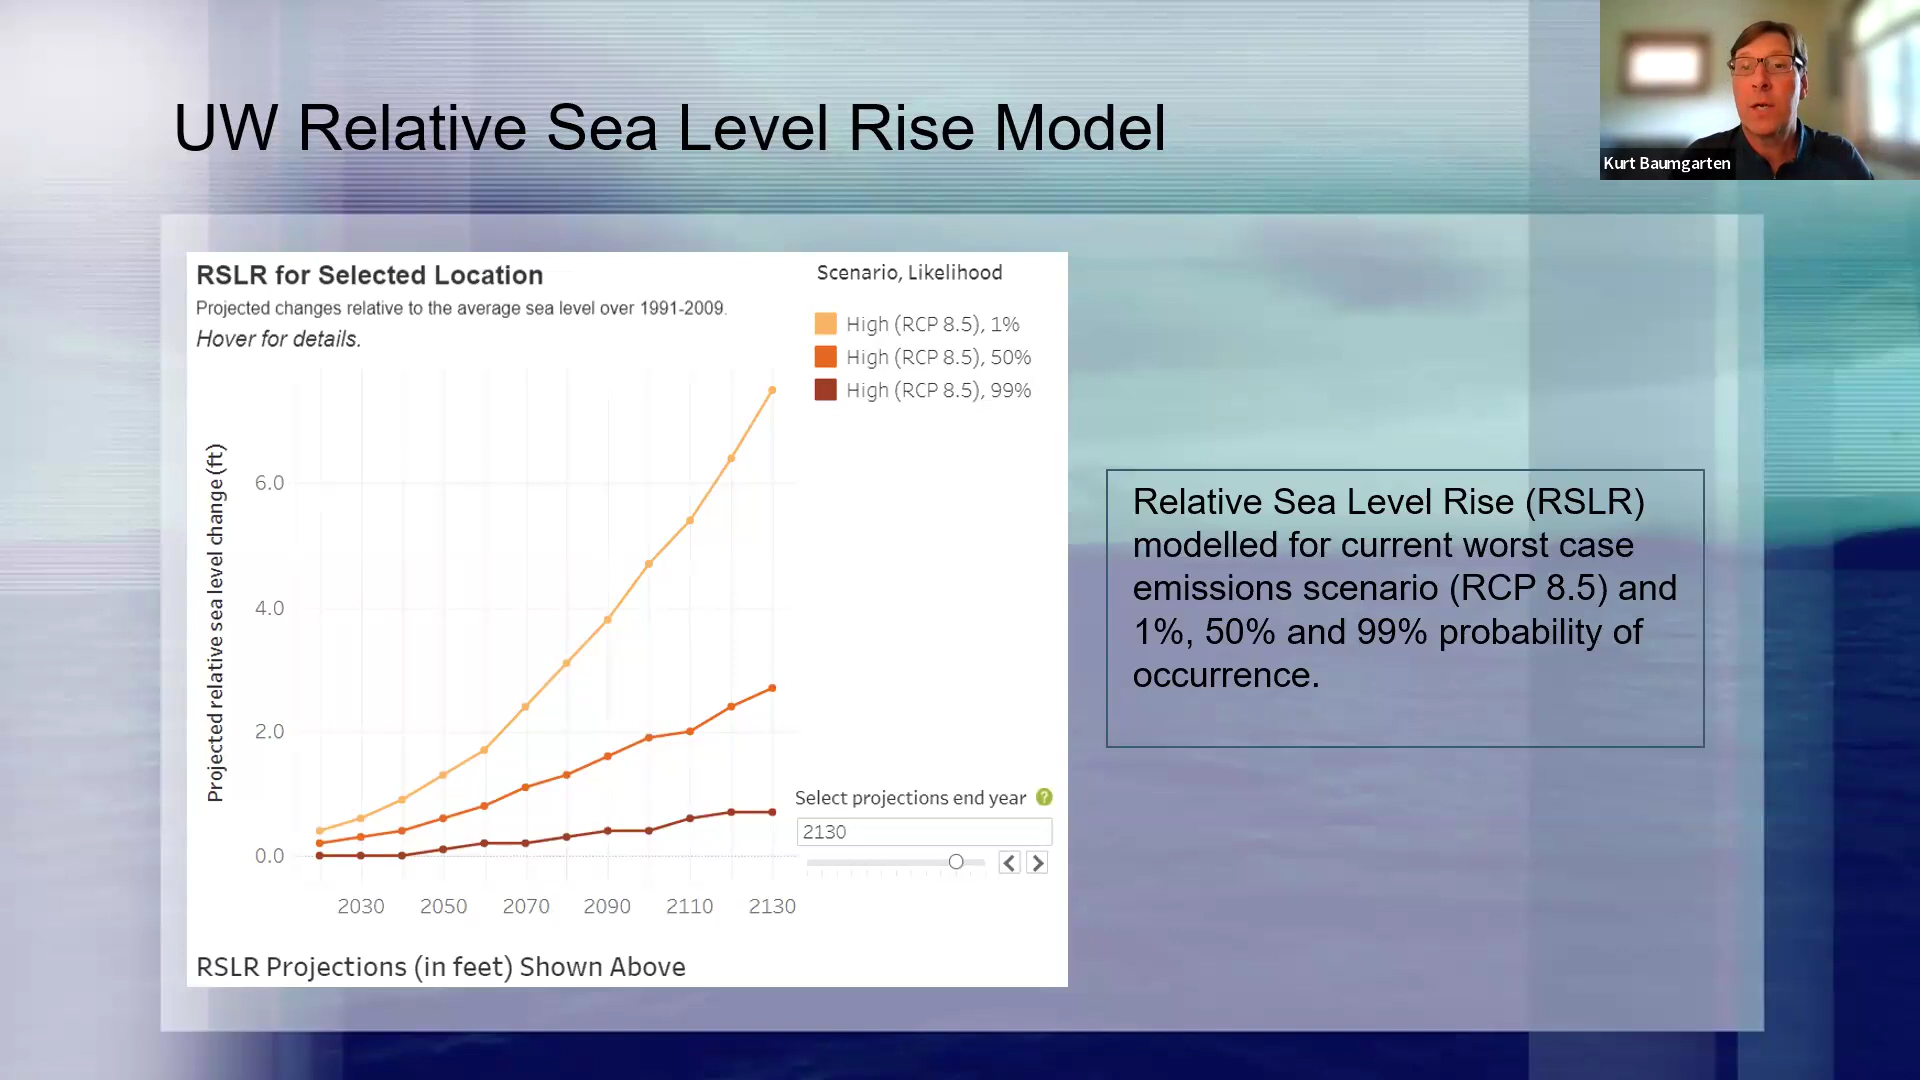 UW Relative Sea Level Rise Model
Kurt Baumgarten
RSLR for Selected Location
Projected changes relative to the average sea level over 1991-2009.
Hover for details.
Scenario, Likelihood
High (RCP 8.5), 1%
High (RCP 8.5), 50%
High (RCP 8.5), 99%
Projected relative sea level change (ft)
6.0
4.0
2.0
0.0
2030 2050 2070 2090 2110 2130
Select projections end year ?
2130
RSLR Projections (in feet) Shown Above
Relative Sea Level Rise (RSLR)
modelled for current worst case
emissions scenario (RCP 8.5) and
1%, 50% and 99% probability of
occurrence.